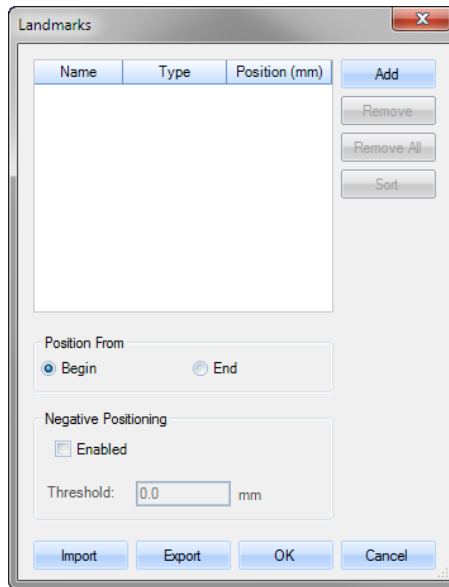 Landmarks
Name Type Position (mm)
Add
Remove
Remove All
Sort
Position From
Begin End
Negative Positioning
Enabled
Threshold: 0.0 mm
Import Export OK Cancel